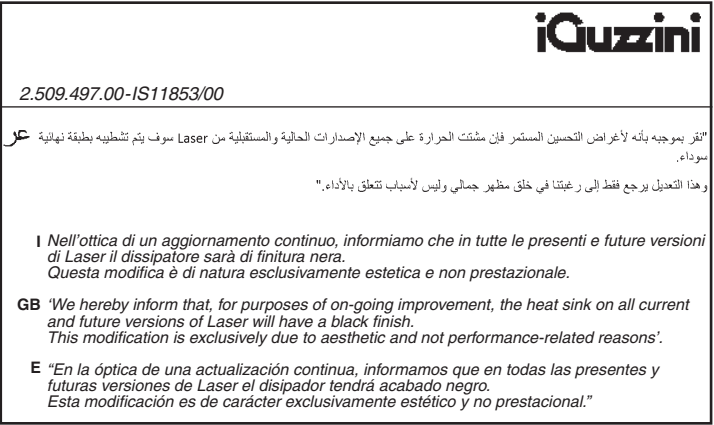 iGuzzini
2.509.497.00-IS11853/00
عر "نقر بموجبه بأنه لأغراض التحسين المستمر فإن مشتت الحرارة على جميع الإصدارات الحالية والمستقبلية من Laser سوف يتم تشطيبه بطبقة نهائية
سوداء.
وهذا التعديل يرجع فقط إلى رغبتنا في خلق مظهر جمالي وليس لأسباب تتعلق بالأداء."
I Nell'ottica di un aggiornamento continuo, informiamo che in tutte le presenti e future versioni
di Laser il dissipatore sarà di finitura nera.
Questa modifica è di natura esclusivamente estetica e non prestazionale.
GB 'We hereby inform that, for purposes of on-going improvement, the heat sink on all current
and future versions of Laser will have a black finish.
This modification is exclusively due to aesthetic and not performance-related reasons'.
E "En la óptica de una actualización continua, informamos que en todas las presentes y
futuras versiones de Laser el disipador tendrá acabado negro.
Esta modificación es de carácter exclusivamente estético y no prestacional."